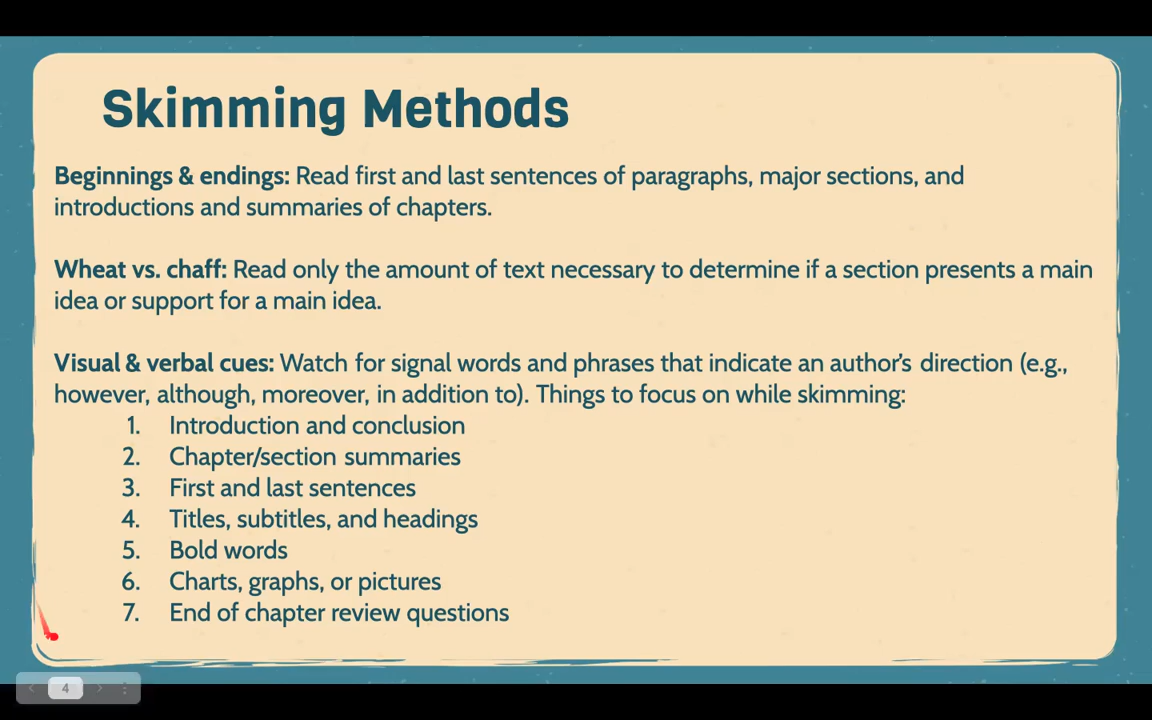 Skimming Methods
Beginnings & endings: Read first and last sentences of paragraphs, major sections, and
introductions and summaries of chapters.
Wheat vs. chaff: Read only the amount of text necessary to determine if a section presents a main
idea or support for a main idea.
Visual & verbal cues: Watch for signal words and phrases that indicate an author's direction (e.g.,
however, although, moreover, in addition to). Things to focus on while skimming:
1. Introduction and conclusion
2. Chapter/section summaries
3. First and last sentences
4. Titles, subtitles, and headings
5. Bold words
6. Charts, graphs, or pictures
7. End of chapter review questions
4